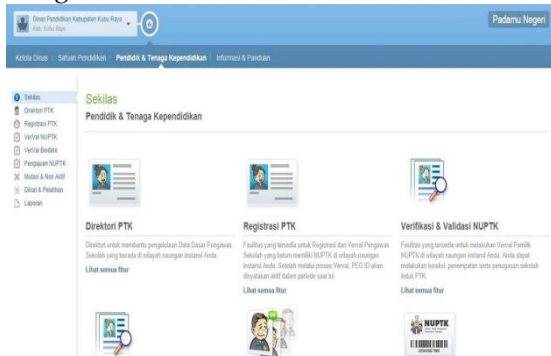 Dinas Pendidikan Kabupaten Kubu Raya
Kab. Kubu Raya
Padamu Negeri
Kelola Dinas | Satuan Pendidikan | Pendidik & Tenaga Kependidikan | Informasi & Panduan
Sekilas
Direktori PTK
Registrasi PTK
VerVal NUPTK
VerVal Biodata
Pengajuan NUPTK
Mutasi & Non Aktif
Diklat & Pelatihan
Laporan
Sekilas
Pendidik & Tenaga Kependidikan
Direktori PTK
Direktori untuk membantu pengelolaan Data Dasar Pengawas
Sekolah yang berada di wilayah naungan instansi Anda.
Lihat semua fitur
Registrasi PTK
Fasilitas yang tersedia untuk Registrasi dan Verval Pengawas
Sekolah yang belum memiliki NUPTK di wilayah naungan
instansi Anda. Setelah melalui proses Verval, PEG ID akan
dinyatakan aktif dalam periode saat ini
Lihat semua fitur
Verifikasi & Validasi NUPTK
Fasilitas yang tersedia untuk melakukan Verval Pemilik
NUPTK di wilayah naungan instansi Anda. Anda dapat
melakukan koreksi, penempatan serta penugasan sekolah
induk PTK.
Lihat semua fitur
NUPTK